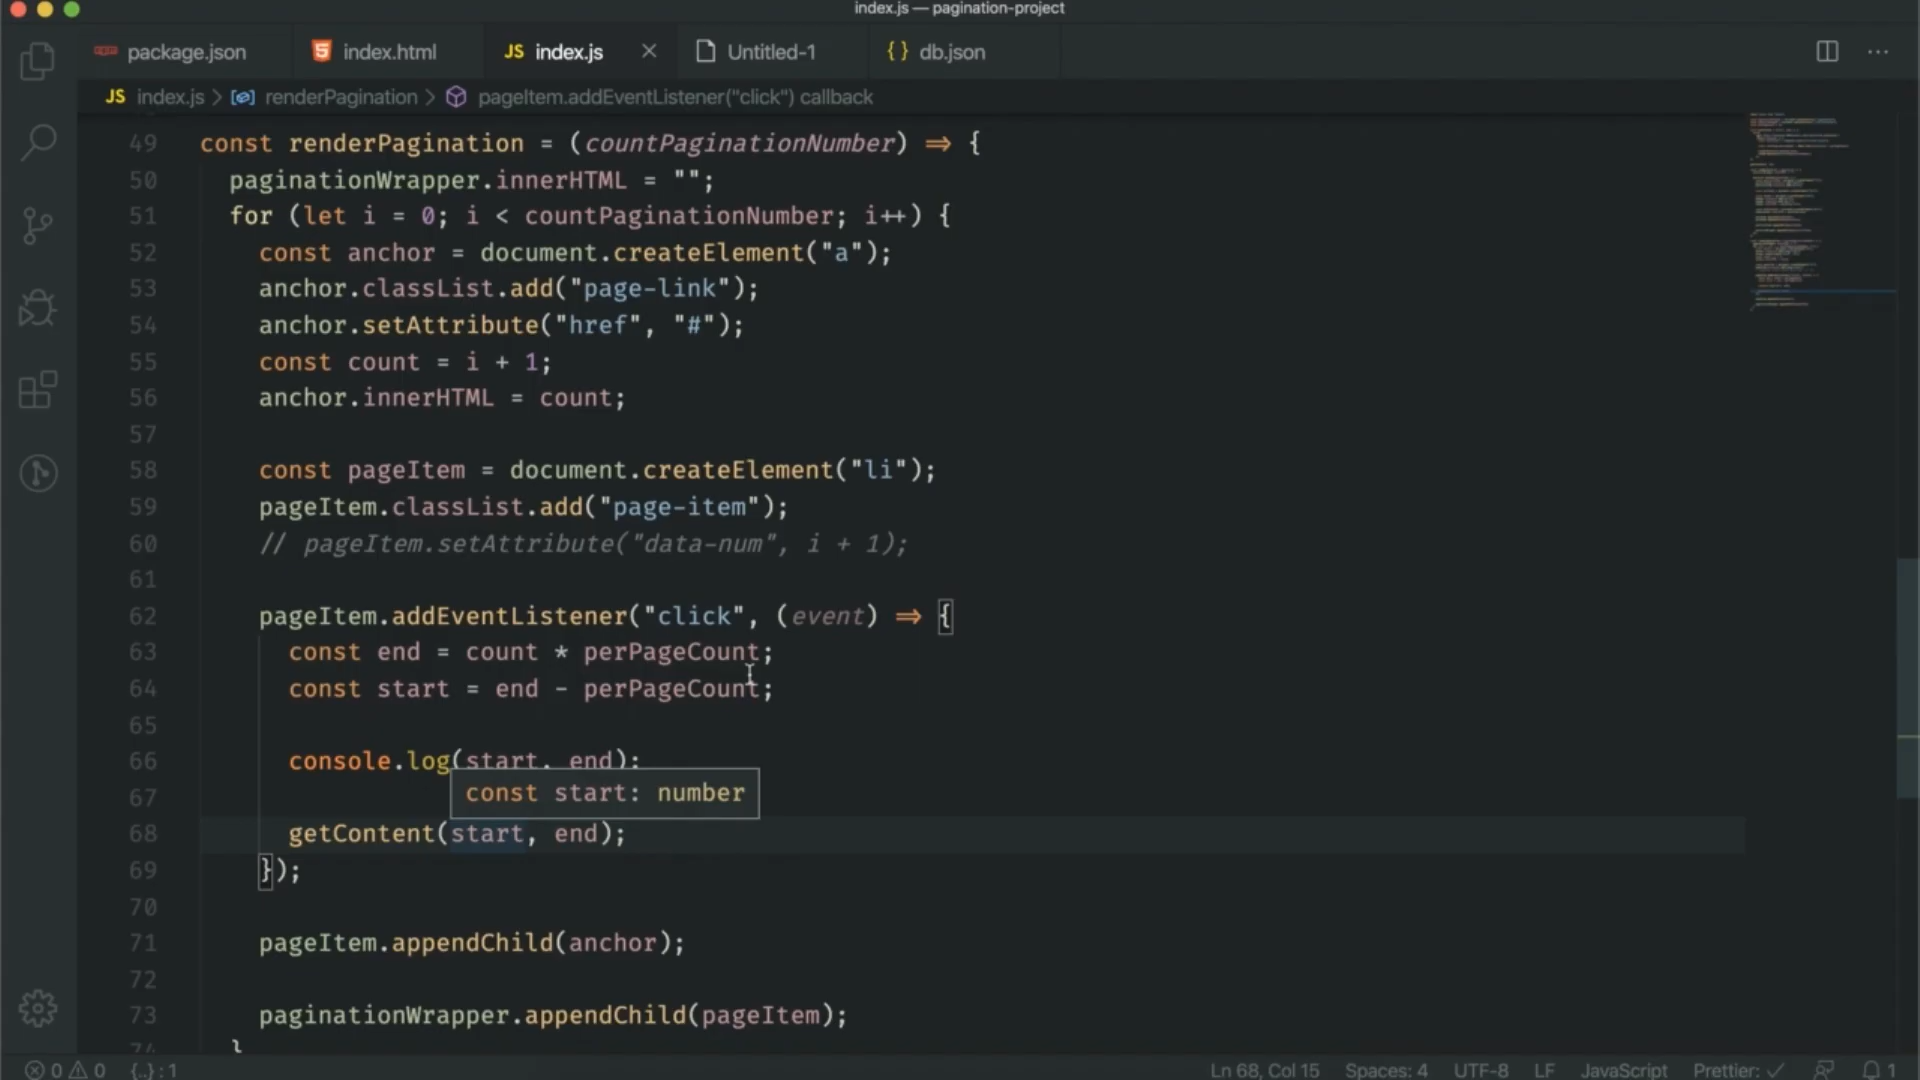 index.js — pagination-project
package.json
index.html
JS index.js
Untitled-1
{ } db.json
JS index.js > renderPagination > pageItem.addEventListener("click") callback
49 const renderPagination = (countPaginationNumber) ⇒ {
50 paginationWrapper.innerHTML = "";
51 for (let i = 0; i < countPaginationNumber; i++) {
52 const anchor = document.createElement("a");
53 anchor.classList.add("page-link");
54 anchor.setAttribute("href", "#");
55 const count = i + 1;
56 anchor.innerHTML = count;
57
58 const pageItem = document.createElement("li");
59 pageItem.classList.add("page-item");
60 // pageItem.setAttribute("data-num", i + 1);
61
62 pageItem.addEventListener("click", (event) ⇒ {
63 const end = count * perPageCount;
64 const start = end - perPageCount;
65
66 console.log(start, end);
67 const start: number
68 getContent(start, end);
69 });
70
71 pageItem.appendChild(anchor);
72
73 paginationWrapper.appendChild(pageItem);
74 }
0 0 {..} : 1 Ln 68, Col 15 Spaces: 4 UTF-8 LF JavaScript Prettier: ✓ 1